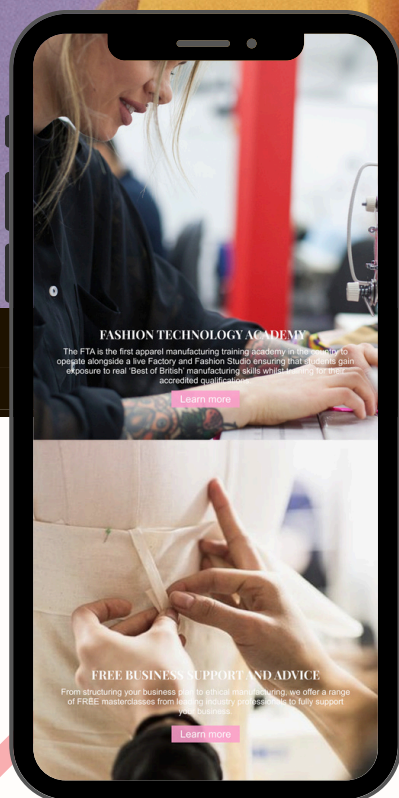 FASHION TECHNOLOGY ACADEMY
The FTA is the first apparel manufacturing training academy in the country to
operate alongside a live Factory and Fashion Studio ensuring that students gain
exposure to real 'Best of British' manufacturing skills whilst training for their
accredited qualifications.
Learn more
FREE BUSINESS SUPPORT AND ADVICE
From structuring your business plan to ethical manufacturing, we offer a range
of FREE masterclasses from leading industry professionals to fully support
your business.
Learn more